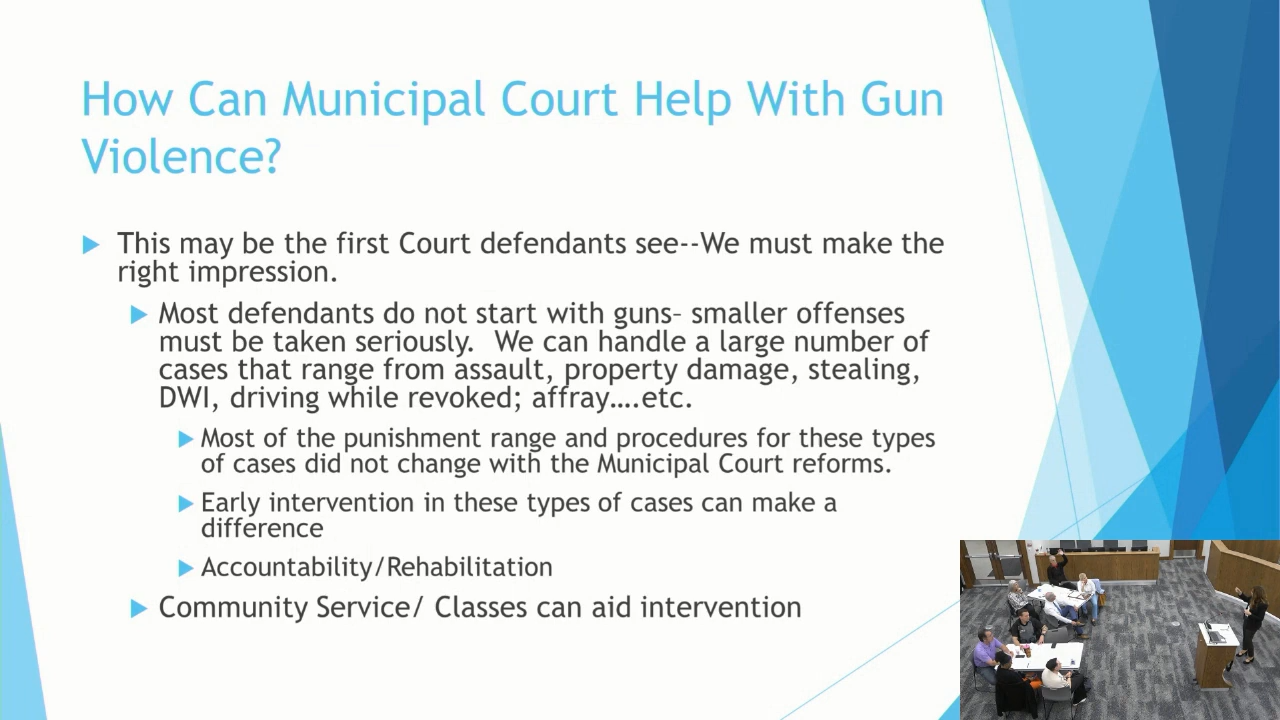 How Can Municipal Court Help With Gun
Violence?
This may be the first Court defendants see--We must make the
right impression.
Most defendants do not start with guns– smaller offenses
must be taken seriously.  We can handle a large number of
cases that range from assault, property damage, stealing,
DWI, driving while revoked; affray….etc.
Most of the punishment range and procedures for these types
of cases did not change with the Municipal Court reforms.
Early intervention in these types of cases can make a
difference
Accountability/Rehabilitation
Community Service/ Classes can aid intervention